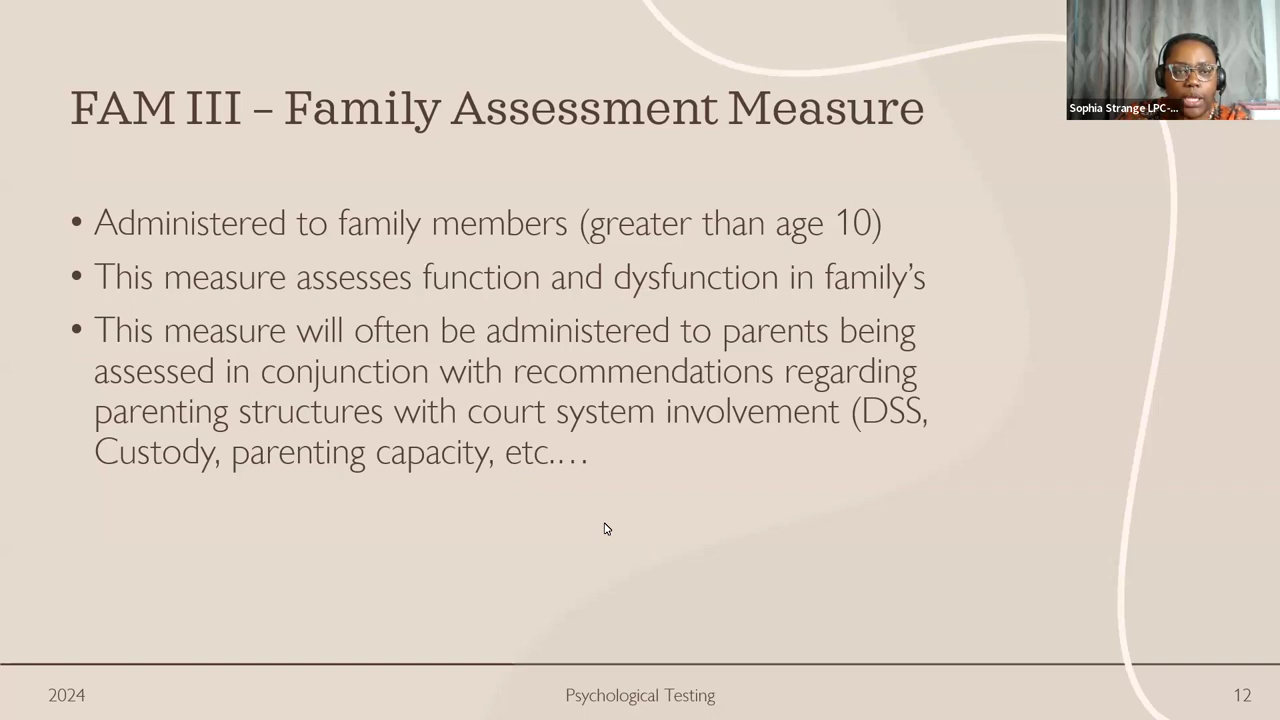 FAM III – Family Assessment Measure
Sophia Strange LPC-...
• Administered to family members (greater than age 10)
• This measure assesses function and dysfunction in family’s
• This measure will often be administered to parents being
assessed in conjunction with recommendations regarding
parenting structures with court system involvement (DSS,
Custody, parenting capacity, etc.…
2024
Psychological Testing
12